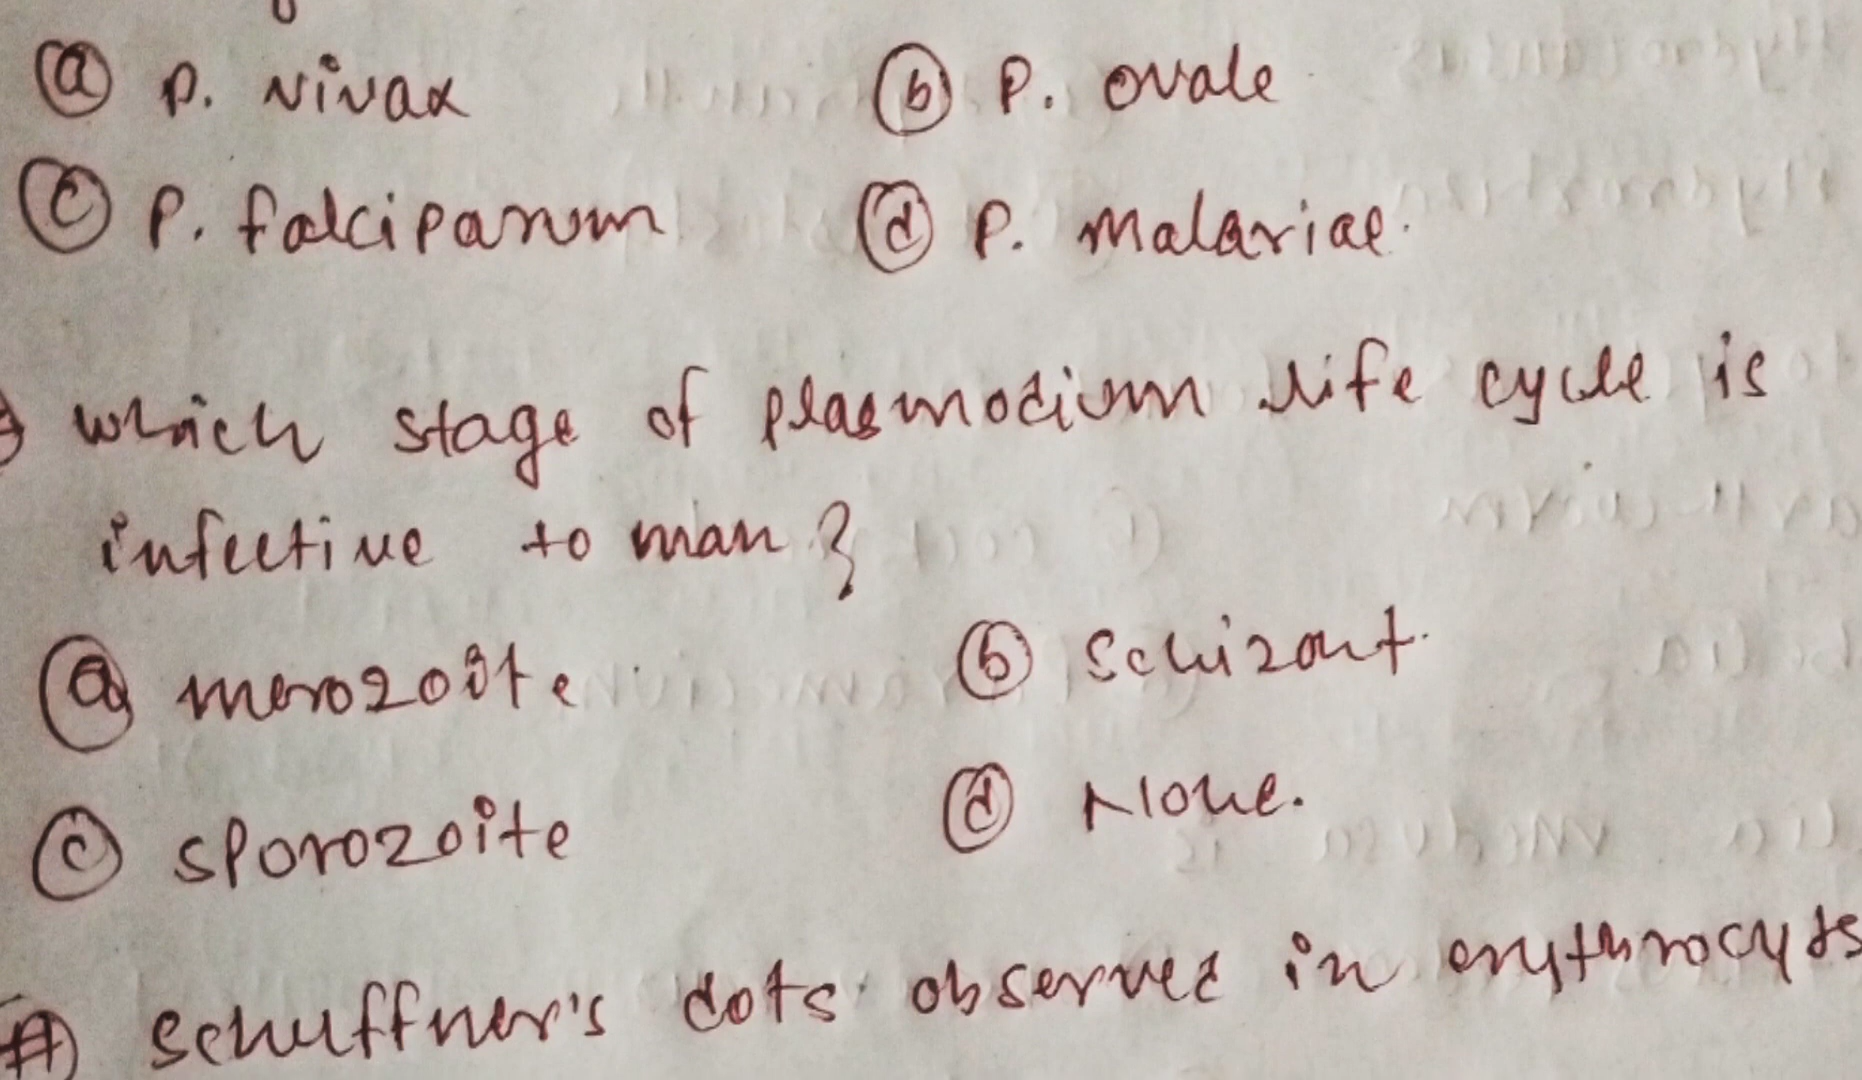 (a) P. vivax (b) P. ovale
(c) P. falciparum (d) P. malariae.
which stage of plasmodium life cycle is
infective to man?
(a) merozoite (b) Schizont.
(c) sporozoite (d) None.
Schuffner's dots observed in erythrocyts